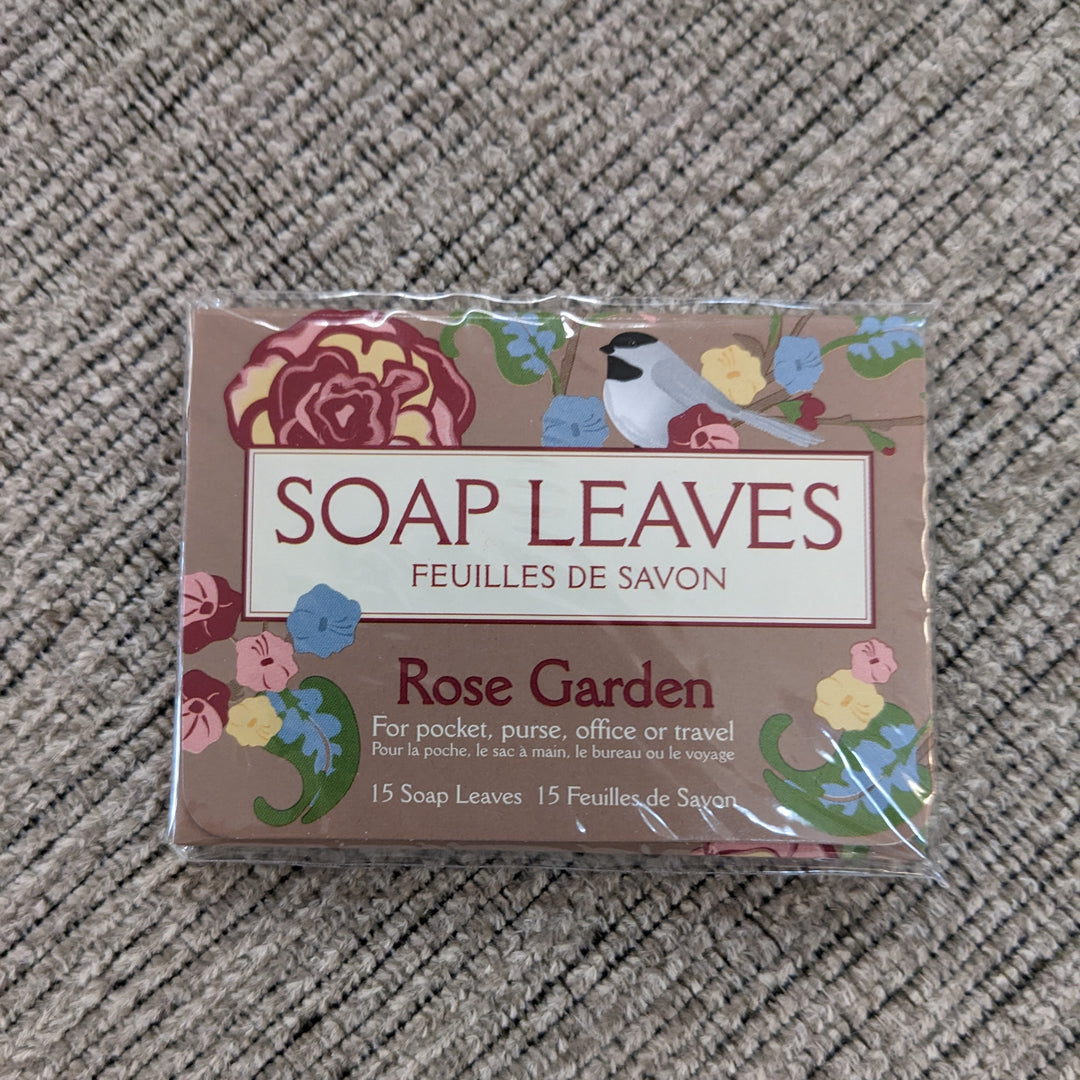 SOAP LEAVES
FEUILLES DE SAVON
Rose Garden
For pocket, purse, office or travel
Pour la poche, le sac à main, le bureau ou le voyage
15 Soap Leaves 15 Feuilles de Savon